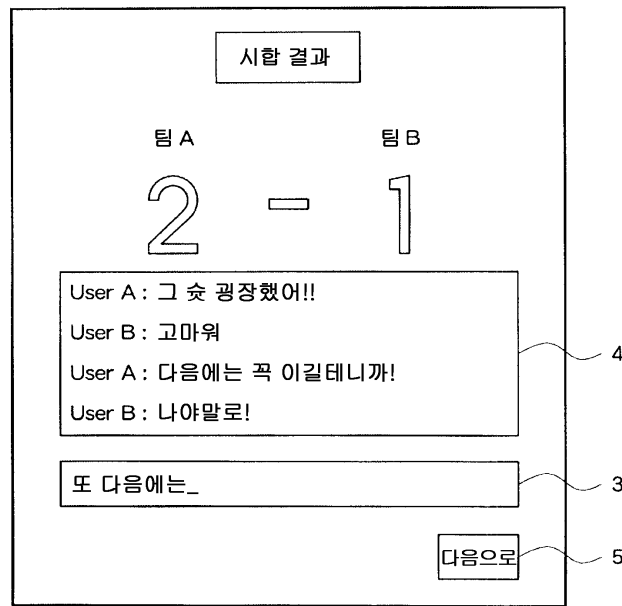 시합 결과
팀 A 팀 B
2 - 1
User A : 그 슛 굉장했어!!
User B : 고마워
User A : 다음에는 꼭 이길테니까!
User B : 나야말로!
4
또 다음에는_
3
다음으로
5